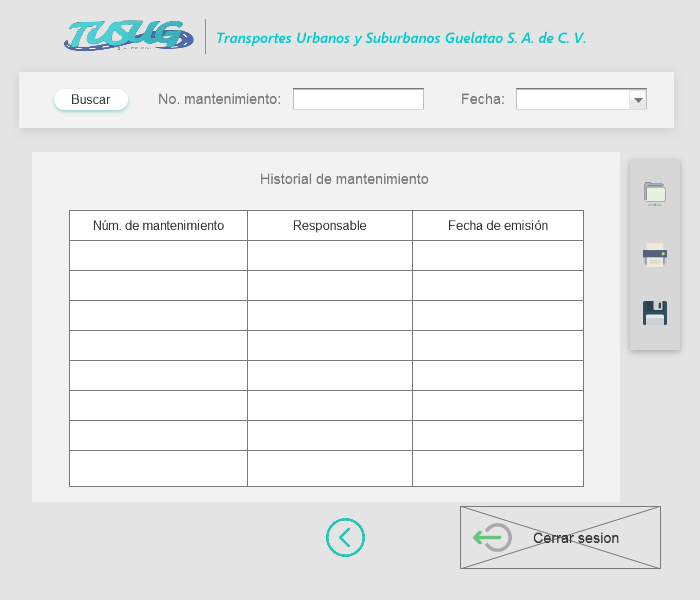 TUSUG
Transportes Urbanos y Suburbanos Guelatao S. A. de C. V.
Buscar
No. mantenimiento:
Fecha:
Historial de mantenimiento
Núm. de mantenimiento
Responsable
Fecha de emisión
Cerrar sesion